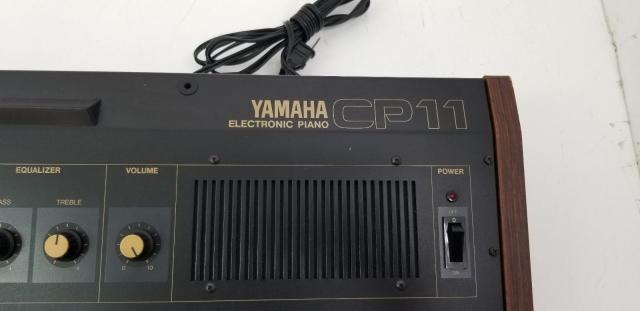 YAMAHA CP11
ELECTRONIC PIANO
EQUALIZER
VOLUME
POWER
TREBLE
OFF
0 10
ON